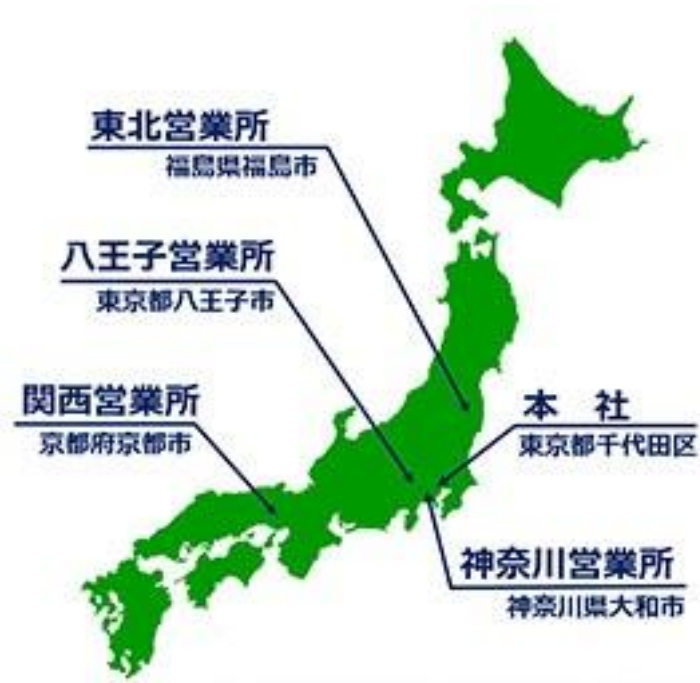 東北営業所
福島県福島市
八王子営業所
東京都八王子市
関西営業所
京都府京都市
本　社
東京都千代田区
神奈川営業所
神奈川県大和市